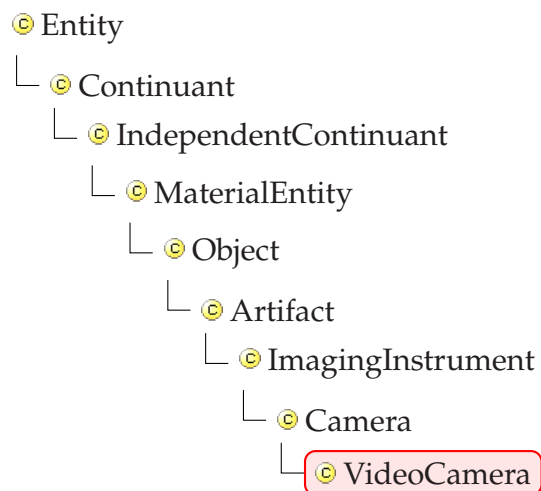 © Entity
© Continuant
© IndependentContinuant
© MaterialEntity
© Object
© Artifact
© ImagingInstrument
© Camera
© VideoCamera